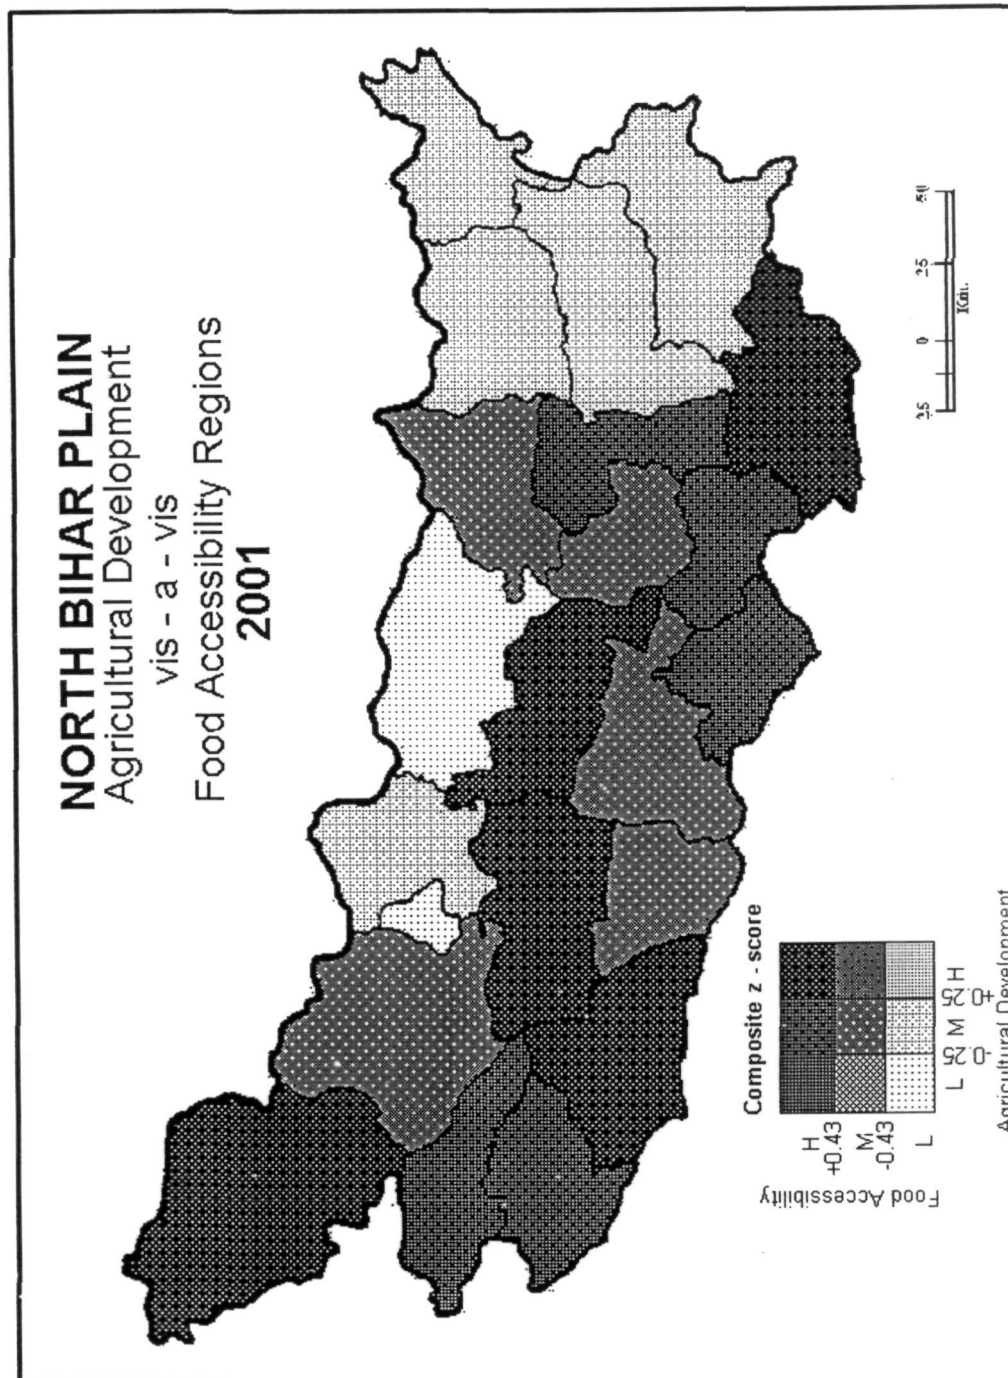 NORTH BIHAR PLAIN
Agricultural Development
vis - a - vis
Food Accessibility Regions
2001
25 0 25 50
Km.
Composite z - score
Food Accessibility
H
+0.43
M
-0.43
L
L -0.25 M +0.25 H
Agricultural Development